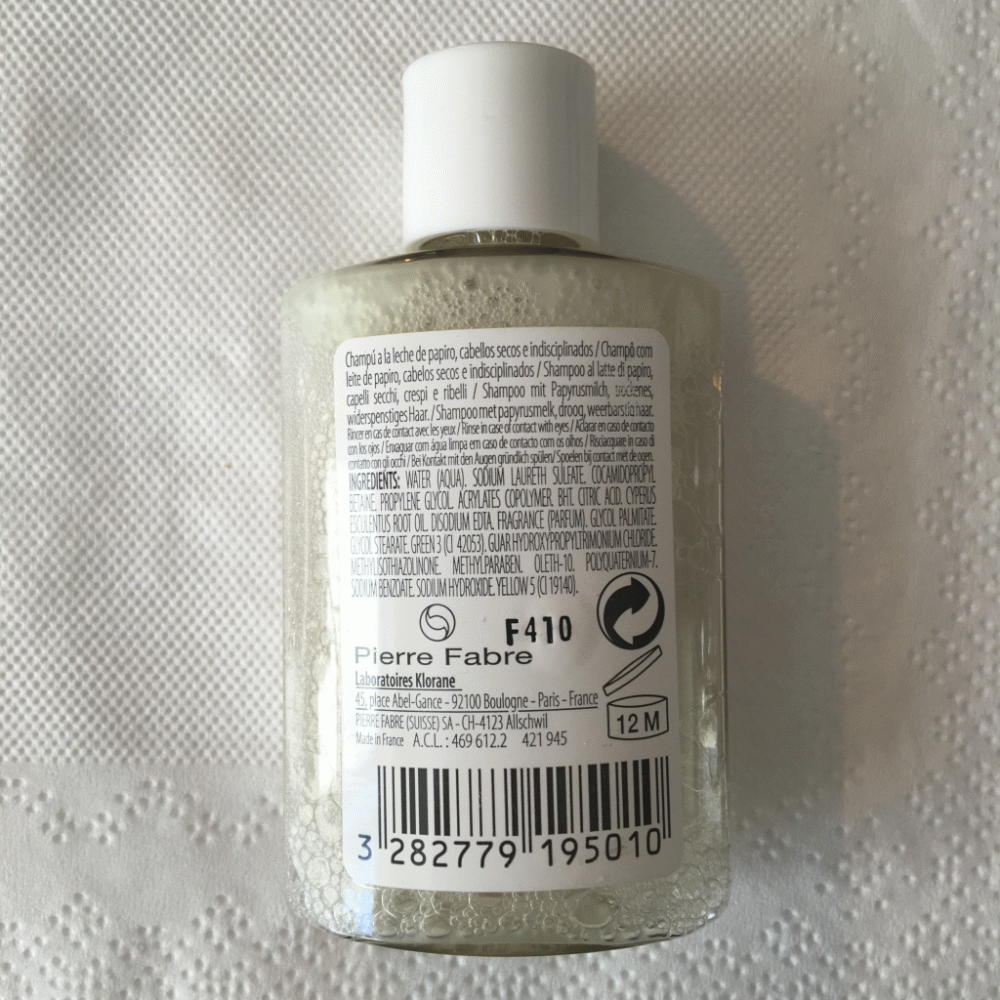 Champú a la leche de papiro, cabellos secos e indisciplinados / Champô com
leite de papiro, cabelos secos e indisciplinados / Shampoo al latte di papiro,
capelli secchi, crespi e ribelli / Shampoo mit Papyrusmilch, trockenes,
widerspenstiges Haar. / Shampoo met papyrusmelk, droog, weerbarstig haar.
Rincer en cas de contact avec les yeux / Rinse in case of contact with eyes / Aclarar en caso de contacto
con los ojos / Enxaguar com água limpa em caso de contacto com os olhos / Risciacquare in caso di
contatto con gli occhi / Bei Kontakt mit den Augen gründlich spülen / Spoelen bij contact met de ogen.
INGREDIENTS: WATER (AQUA). SODIUM LAURETH SULFATE. COCAMIDOPROPYL
BETAINE. PROPYLENE GLYCOL. ACRYLATES COPOLYMER. BHT. CITRIC ACID. CYPERUS
ESCULENTUS ROOT OIL. DISODIUM EDTA. FRAGRANCE (PARFUM). GLYCOL PALMITATE.
GLYCOL STEARATE. GREEN 3 (CI 42053). GUAR HYDROXYPROPYLTRIMONIUM CHLORIDE.
METHYLISOTHIAZOLINONE. METHYLPARABEN. OLETH-10. POLYQUATERNIUM-7.
SODIUM BENZOATE. SODIUM HYDROXIDE. YELLOW 5 (CI 19140).
F410
Pierre Fabre
Laboratoires Klorane
45, place Abel-Gance - 92100 Boulogne - Paris - France
PIERRE FABRE (SUISSE) SA - CH-4123 Allschwil
Made in France A.C.L. : 469 612.2 421 945
12 M
3 282779 195010